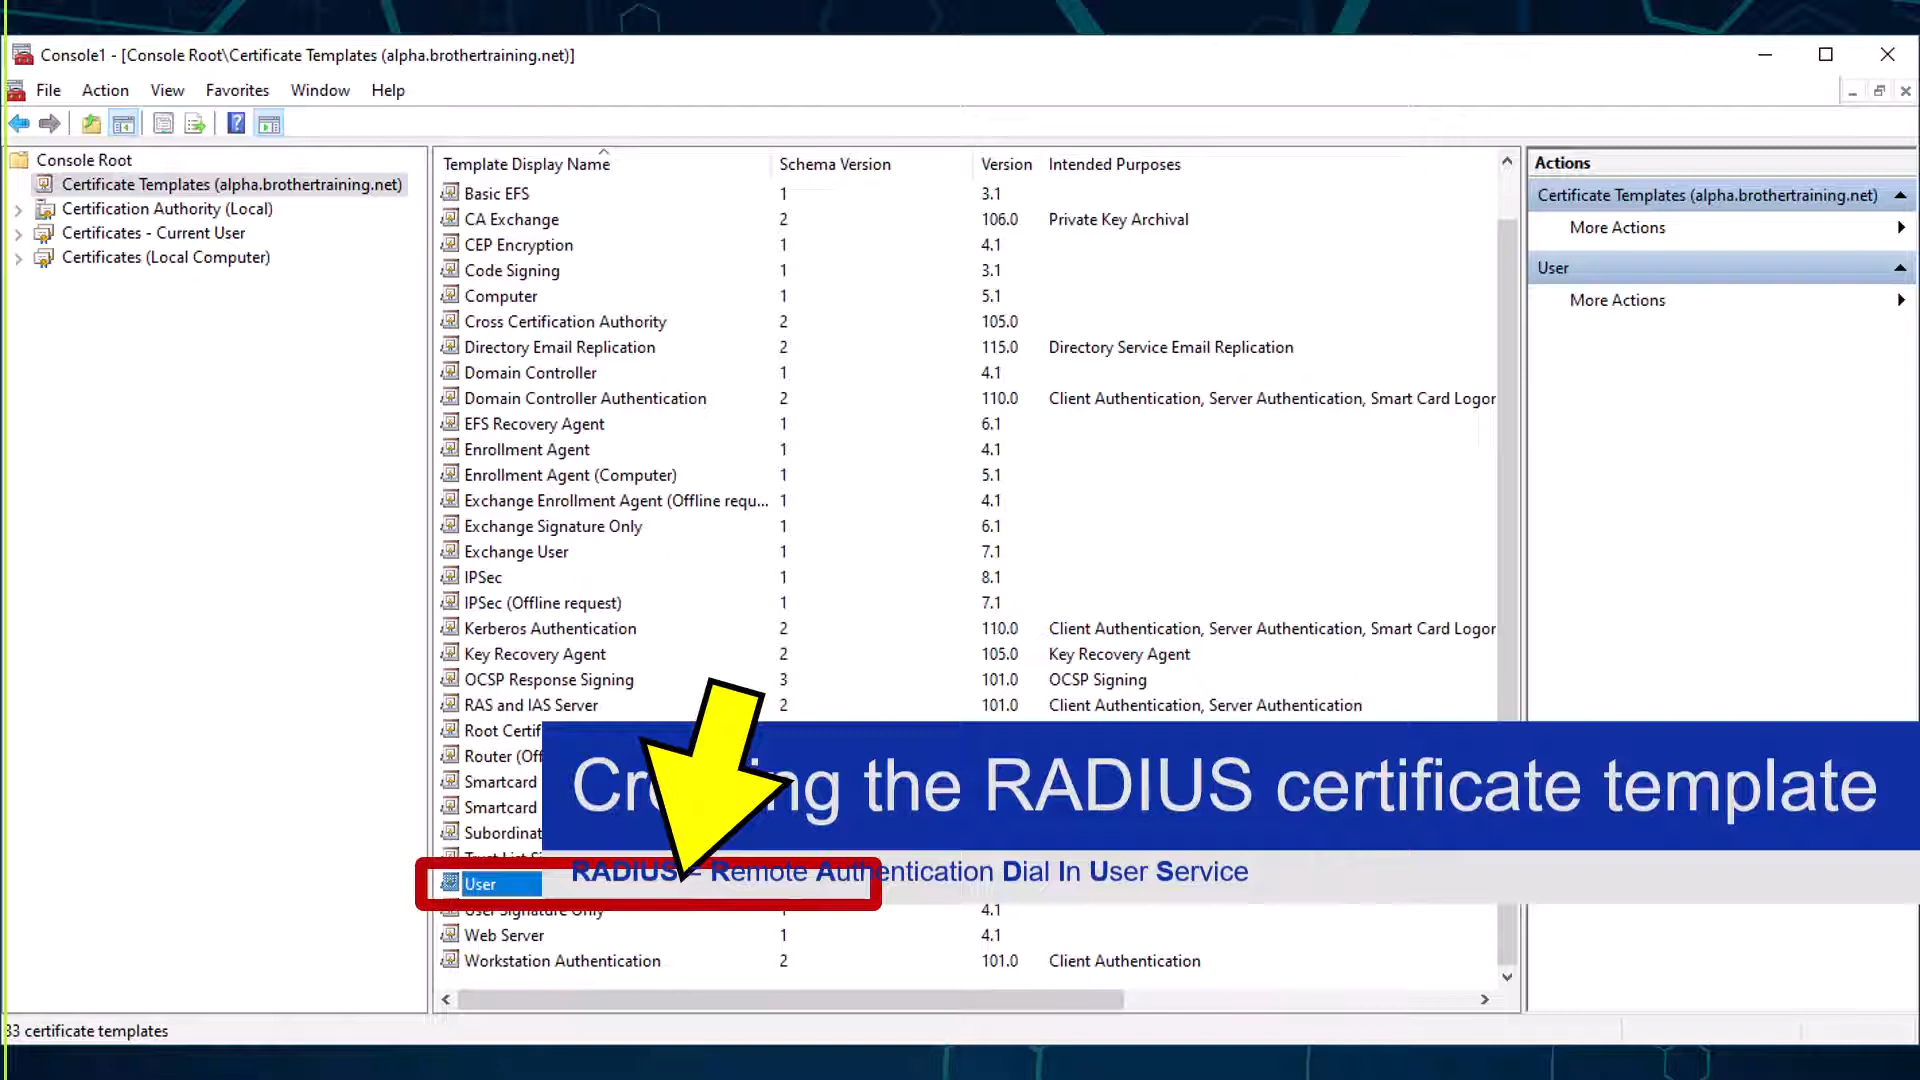 Console1 - [Console Root\Certificate Templates (alpha.brothertraining.net)]
File Action View Favorites Window Help
Console Root
Certificate Templates (alpha.brothertraining.net)
Certification Authority (Local)
Certificates - Current User
Certificates (Local Computer)
Template Display Name Schema Version Version Intended Purposes
Basic EFS 1 3.1
CA Exchange 2 106.0 Private Key Archival
CEP Encryption 1 4.1
Code Signing 1 3.1
Computer 1 5.1
Cross Certification Authority 2 105.0
Directory Email Replication 2 115.0 Directory Service Email Replication
Domain Controller 1 4.1
Domain Controller Authentication 2 110.0 Client Authentication, Server Authentication, Smart Card Logor
EFS Recovery Agent 1 6.1
Enrollment Agent 1 4.1
Enrollment Agent (Computer) 1 5.1
Exchange Enrollment Agent (Offline requ... 1 4.1
Exchange Signature Only 1 6.1
Exchange User 1 7.1
IPSec 1 8.1
IPSec (Offline request) 1 7.1
Kerberos Authentication 2 110.0 Client Authentication, Server Authentication, Smart Card Logor
Key Recovery Agent 2 105.0 Key Recovery Agent
OCSP Response Signing 3 101.0 OCSP Signing
RAS and IAS Server 2 101.0 Client Authentication, Server Authentication
Root Certif
Router (Of
Smartcard
Smartcard
Subordinat
User
User Signature Only 1 4.1
Web Server 1 4.1
Workstation Authentication 2 101.0 Client Authentication
Actions
Certificate Templates (alpha.brothertraining.net)
More Actions
User
More Actions
the RADIUS certificate template
RADIUS = Remote Authentication Dial In User Service
33 certificate templates